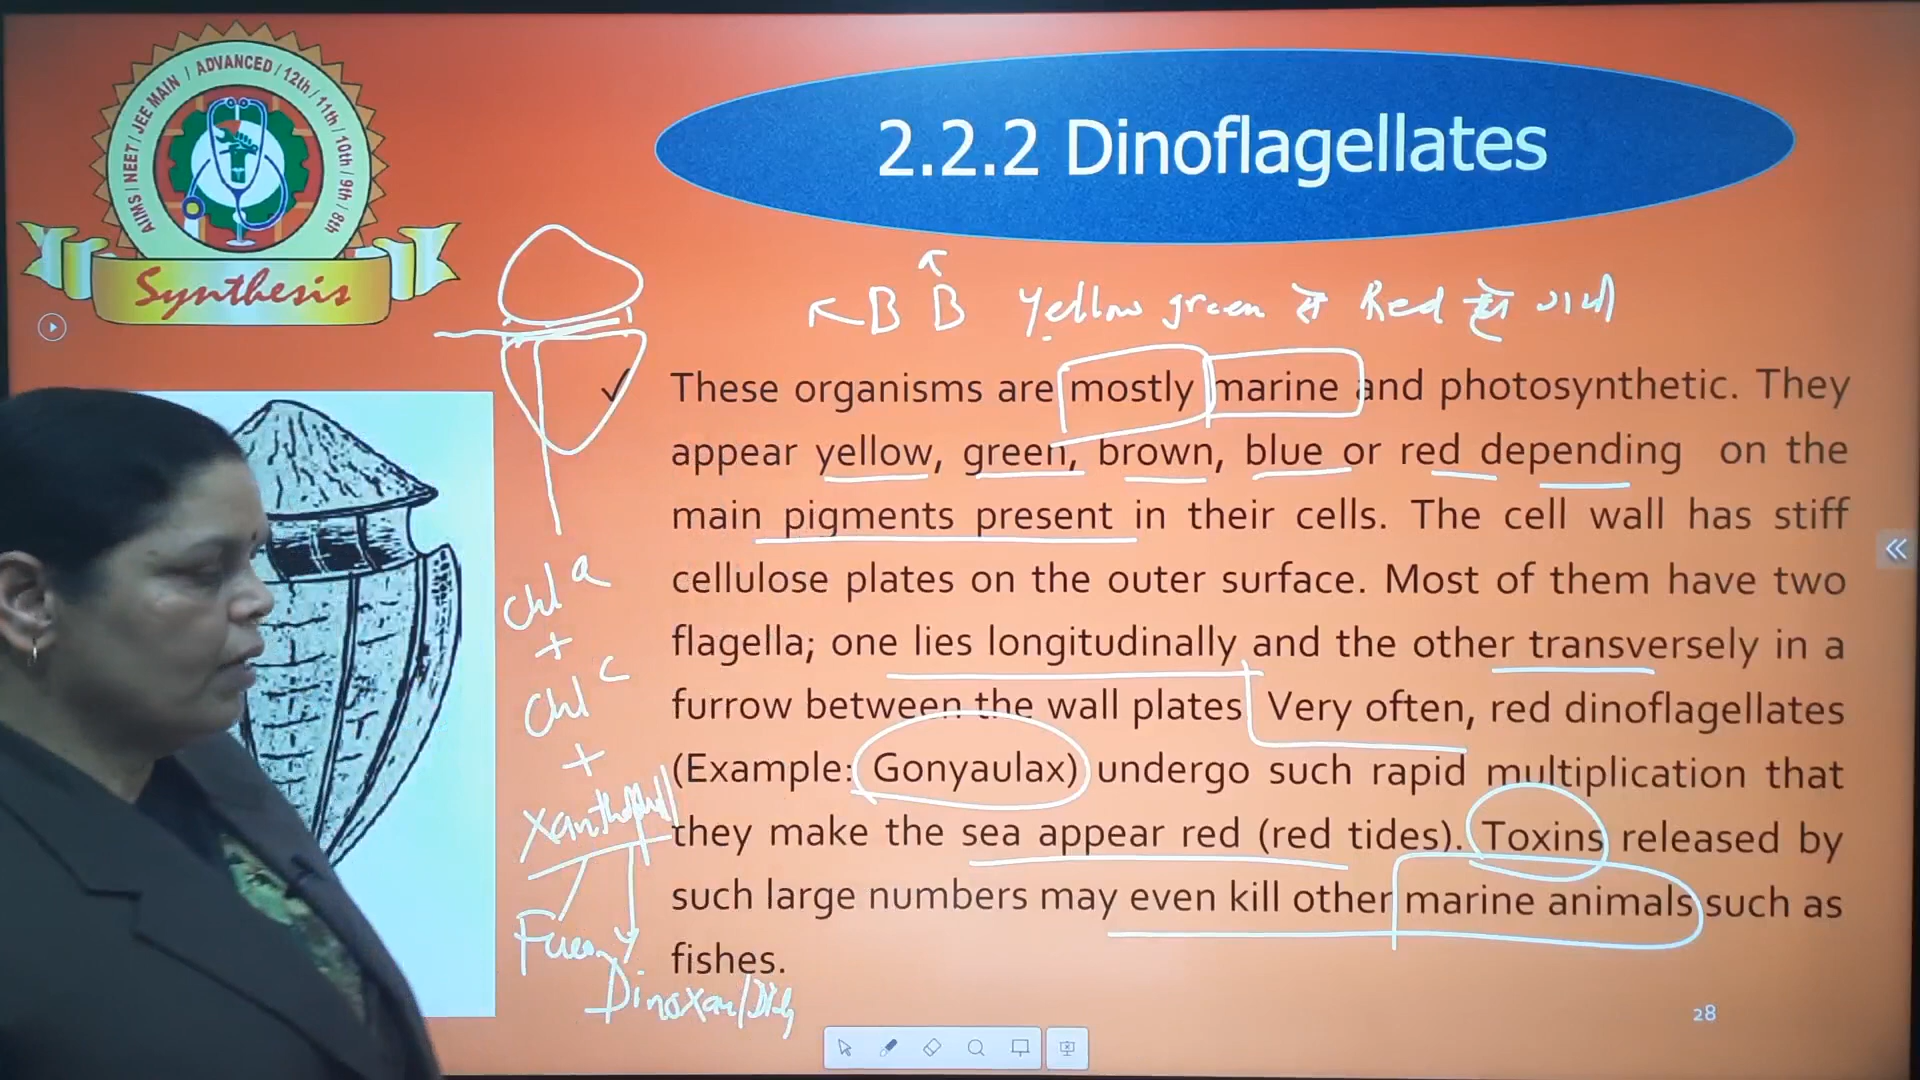 AIIMS / NEET / JEE MAIN / ADVANCED / 12th / 11th / 10th / 9th / 8th
Synthesis
2.2.2 Dinoflagellates
B B Yellow green से Red
✓ These organisms are mostly marine and photosynthetic. They
appear yellow, green, brown, blue or red depending on the
main pigments present in their cells. The cell wall has stiff
cellulose plates on the outer surface. Most of them have two
flagella; one lies longitudinally and the other transversely in a
furrow between the wall plates. Very often, red dinoflagellates
(Example: Gonyaulax) undergo such rapid multiplication that
they make the sea appear red (red tides). Toxins released by
such large numbers may even kill other marine animals such as
fishes.
Chl a
+
Chl c
+
Xanthophyll
28